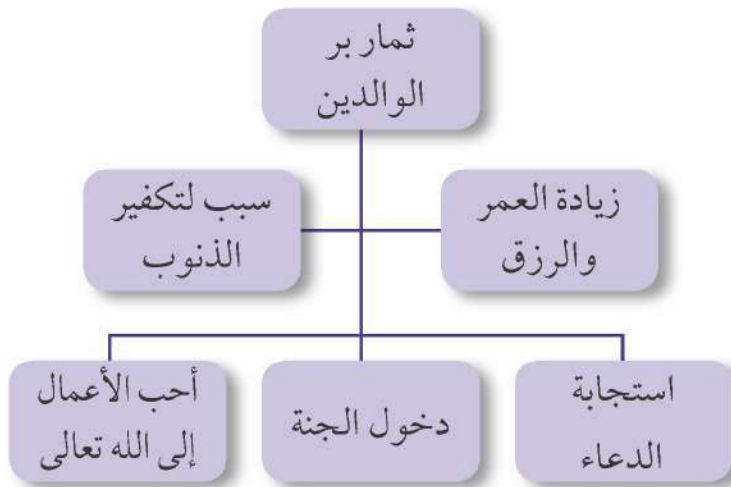 ثمار بر
الوالدين
زيادة العمر
والرزق
سبب لتكفير
الذنوب
استجابة
الدعاء
دخول الجنة
أحب الأعمال
إلى الله تعالى